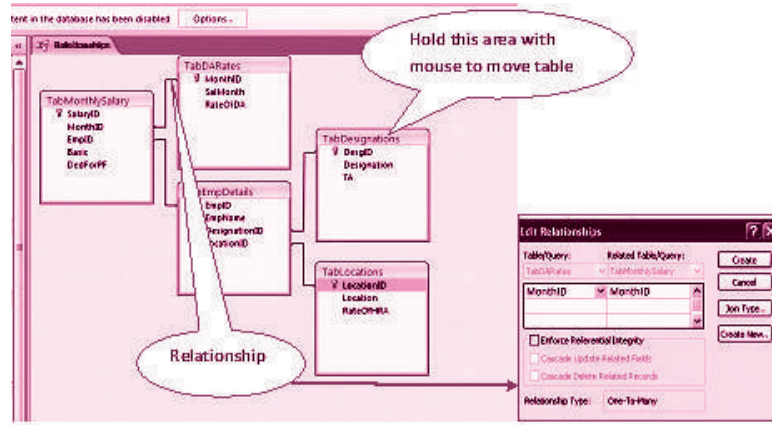 ent in the database has been disabled Options...
Relationships
Hold this area with
mouse to move table
TabDARates
MonthID
SalMonth
RateOfDA
TabMonthlySalary
SalaryID
MonthID
EmpID
Basic
DedForPF
TabDesignations
DesgID
Designation
TA
TabEmpDetails
EmpID
EmpName
DesignationID
LocationID
TabLocations
LocationID
Location
RateOfHRA
Relationship
Edit Relationships
Table/Query: Related Table/Query:
TabDARates TabMonthlySalary
MonthID MonthID
Create
Cancel
Join Type..
Create New..
Enforce Referential Integrity
Cascade Update Related Fields
Cascade Delete Related Records
Relationship Type: One-To-Many